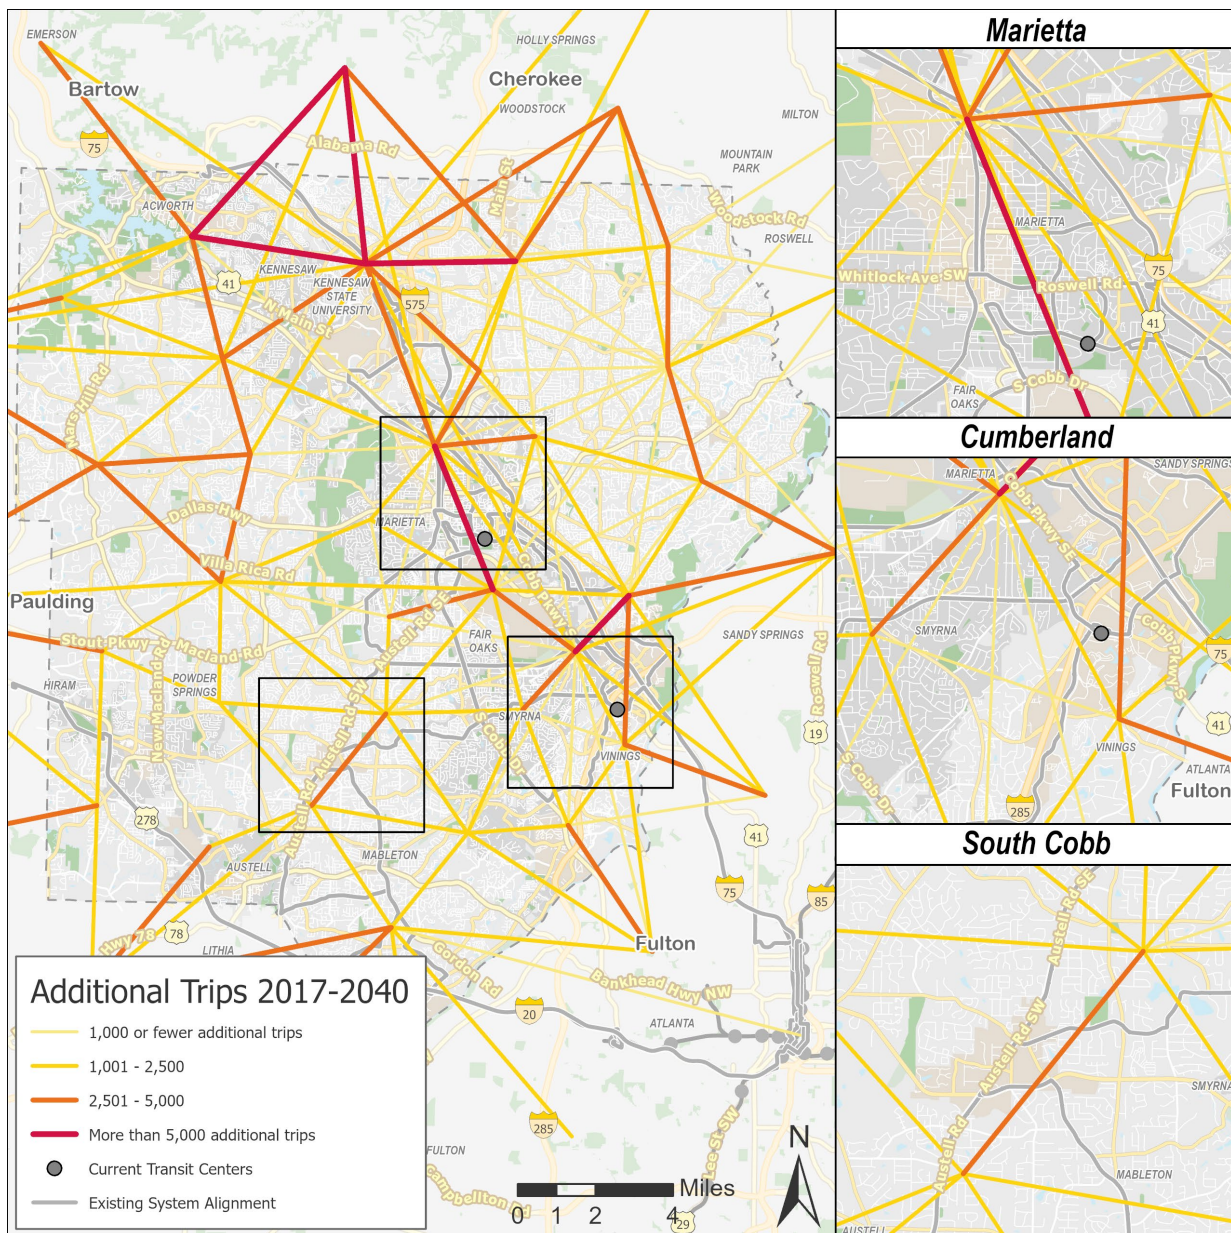 EMERSON
HOLLY SPRINGS
Bartow
Cherokee
WOODSTOCK
MILTON
75
Alabama Rd
MOUNTAIN
PARK
Main St
ACWORTH
Woodstock Rd
ROSWELL
KENNESAW
41
KENNESAW
STATE
UNIVERSITY
575
N Main St
Mars Hill Rd
Dallas Hwy
MARIETTA
Villa Rica Rd
Cobb Pkwy SE
Paulding
Austell Rd SE
Stout Pkwy
Macland Rd
FAIR
OAKS
SANDY SPRINGS
New Macland Rd
HIRAM
POWDER
SPRINGS
Roswell Rd
SMYRNA
S Cobb Dr
19
VININGS
Austell Rd SW
278
Austell Rd
41
MABLETON
AUSTELL
75
85
78
Hwy 78
LITHIA
Fulton
Gordon Rd
Bankhead Hwy NW
20
ATLANTA
285
FULTON
Lee St SW
Campbellton Rd
29
Additional Trips 2017-2040
1,000 or fewer additional trips
1,001 - 2,500
2,501 - 5,000
More than 5,000 additional trips
Current Transit Centers
Existing System Alignment
N
Miles
0 1 2 4
Marietta
MARIETTA
Whitlock Ave SW
Roswell Rd
75
41
FAIR
OAKS
S Cobb Dr
Cumberland
MARIETTA
SANDY SPRINGS
Cobb Pkwy SE
SMYRNA
Cobb Pkwy S
75
41
VININGS
S Cobb Dr
ATLANTA
Fulton
285
South Cobb
Austell Rd SE
Austell Rd SW
SMYRNA
Austell Rd
MABLETON
AUSTELL